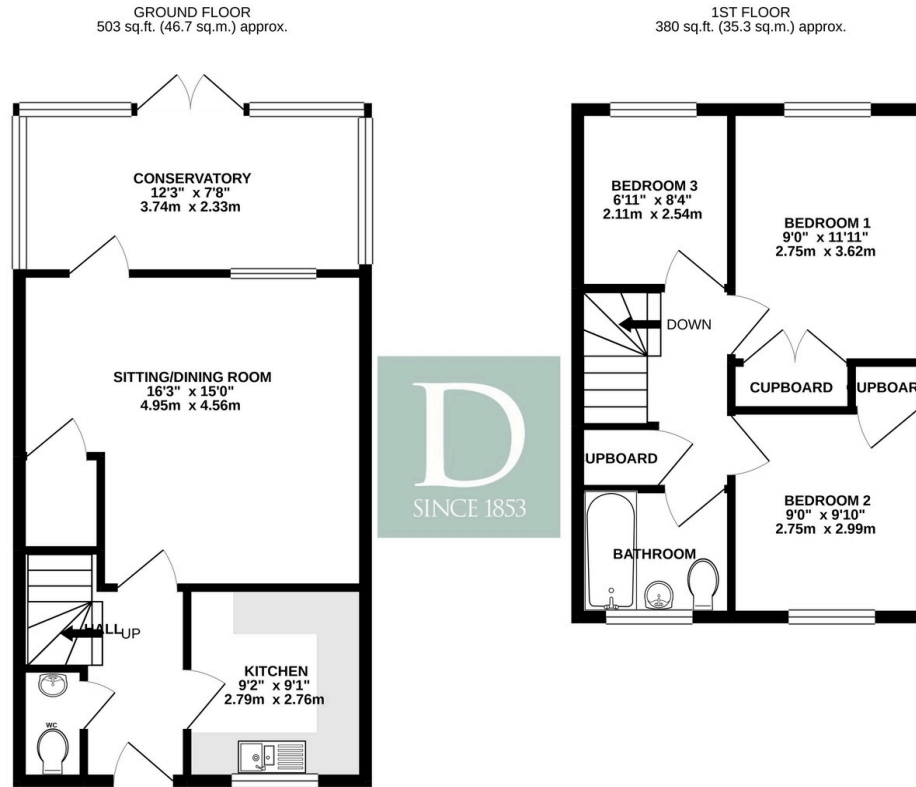 GROUND FLOOR
503 sq.ft. (46.7 sq.m.) approx.
CONSERVATORY
12'3" x 7'8"
3.74m x 2.33m
SITTING/DINING ROOM
16'3" x 15'0"
4.95m x 4.56m
HALL
UP
KITCHEN
9'2" x 9'1"
2.79m x 2.76m
WC
D
SINCE 1853
1ST FLOOR
380 sq.ft. (35.3 sq.m.) approx.
BEDROOM 3
6'11" x 8'4"
2.11m x 2.54m
BEDROOM 1
9'0" x 11'11"
2.75m x 3.62m
DOWN
CUPBOARD
UPBOAR
UPBOARD
BEDROOM 2
9'0" x 9'10"
2.75m x 2.99m
BATHROOM